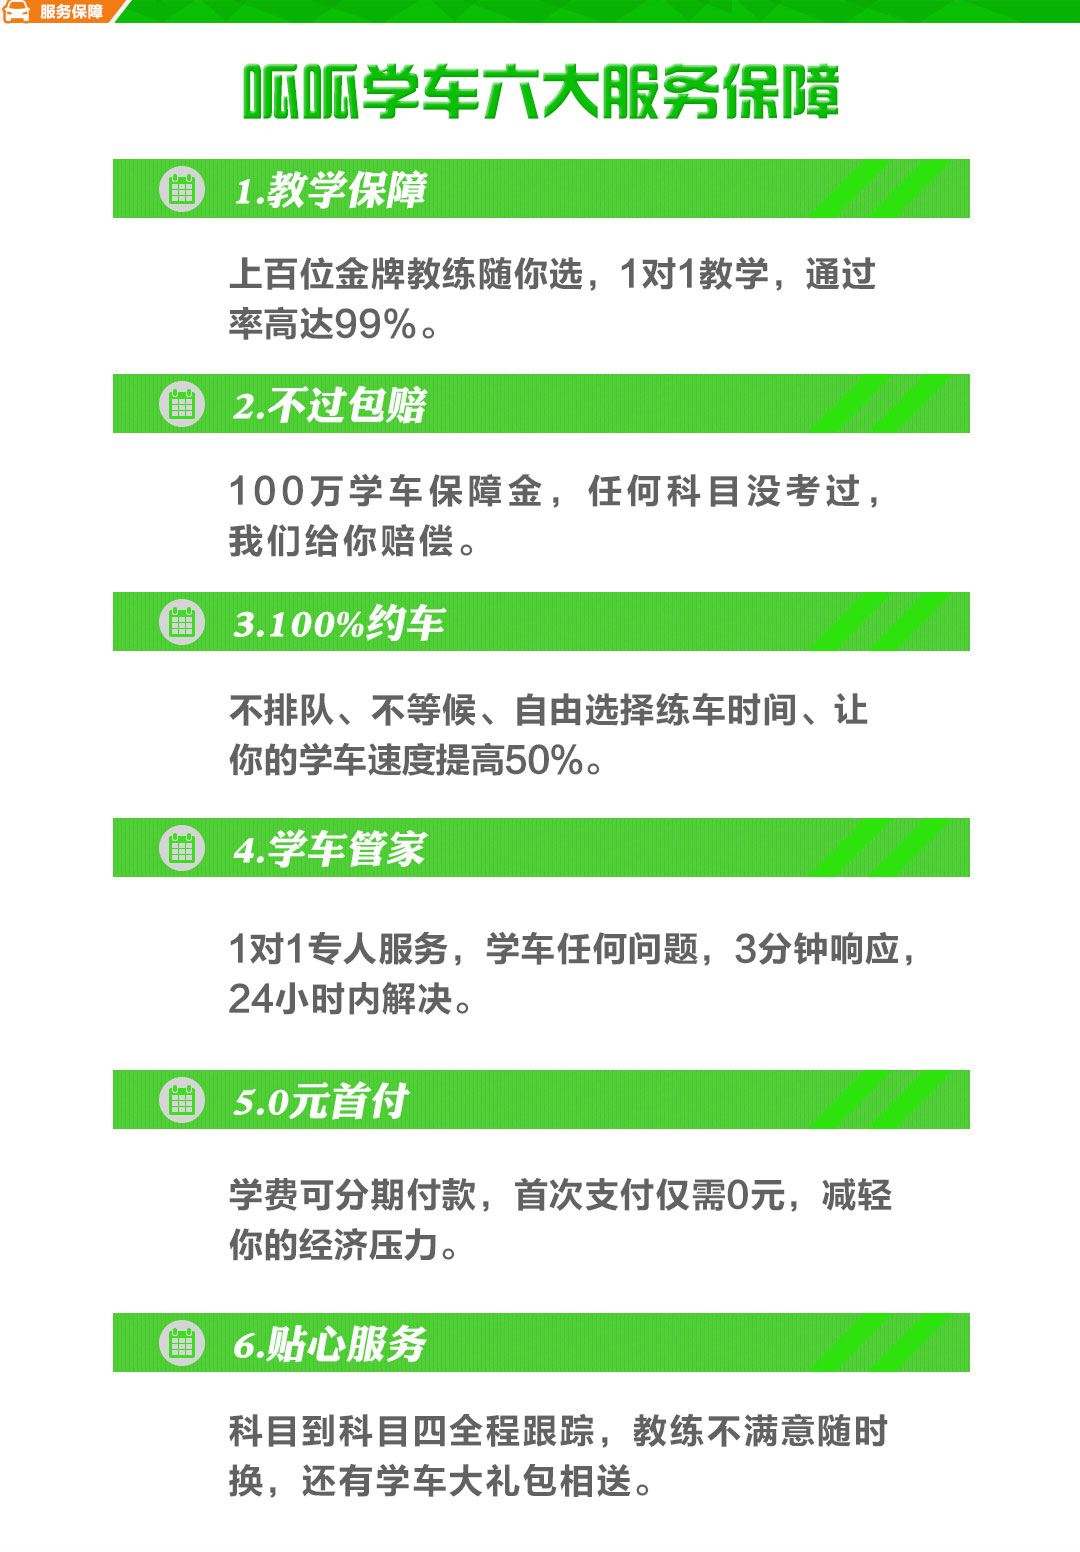 服务保障
呱呱学车六大服务保障
1.教学保障
上百位金牌教练随你选，1对1教学，通过
率高达99%。
2.不过包赔
100万学车保障金，任何科目没考过，
我们给你赔偿。
3.100%约车
不排队、不等候、自由选择练车时间、让
你的学车速度提高50%。
4.学车管家
1对1专人服务，学车任何问题，3分钟响应，
24小时内解决。
5.0元首付
学费可分期付款，首次支付仅需0元，减轻
你的经济压力。
6.贴心服务
科目到科目四全程跟踪，教练不满意随时
换，还有学车大礼包相送。